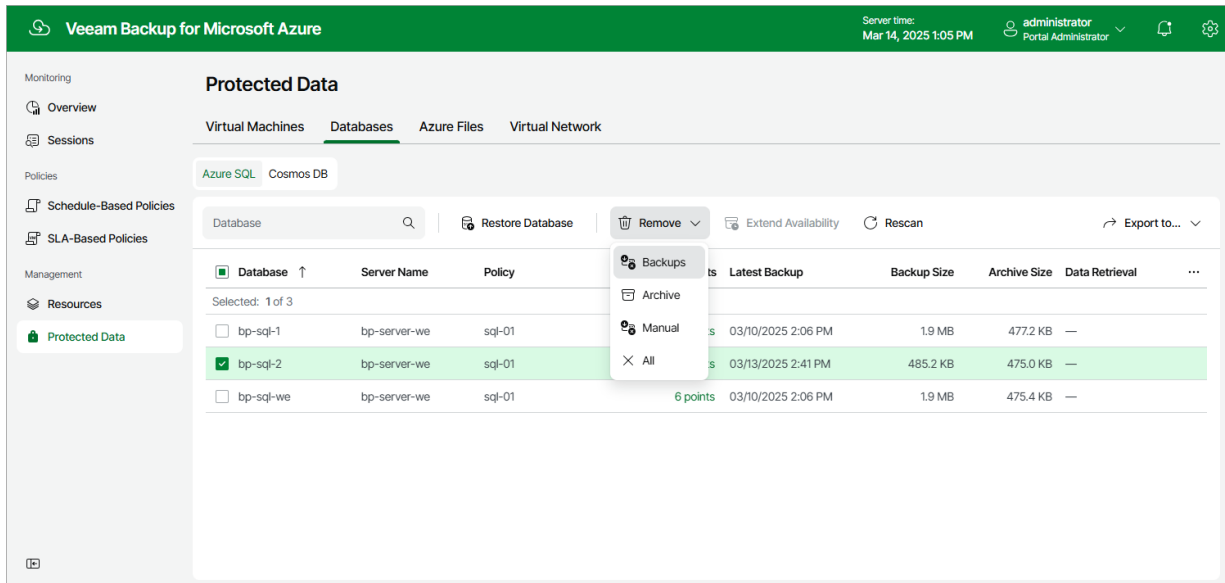 Veeam Backup for Microsoft Azure
Server time:
Mar 14, 2025 1:05 PM
administrator
Portal Administrator
Monitoring
Overview
Sessions
Policies
Schedule-Based Policies
SLA-Based Policies
Management
Resources
Protected Data
Protected Data
Virtual Machines Databases Azure Files Virtual Network
Azure SQL Cosmos DB
Database Restore Database Remove Extend Availability Rescan Export to...
Backups
Archive
Manual
All
Database ↑ Server Name Policy Latest Backup Backup Size Archive Size Data Retrieval ...
Selected: 1 of 3
bp-sql-1 bp-server-we sql-01 03/10/2025 2:06 PM 1.9 MB 477.2 KB —
bp-sql-2 bp-server-we sql-01 03/13/2025 2:41 PM 485.2 KB 475.0 KB —
bp-sql-we bp-server-we sql-01 6 points 03/10/2025 2:06 PM 1.9 MB 475.4 KB —